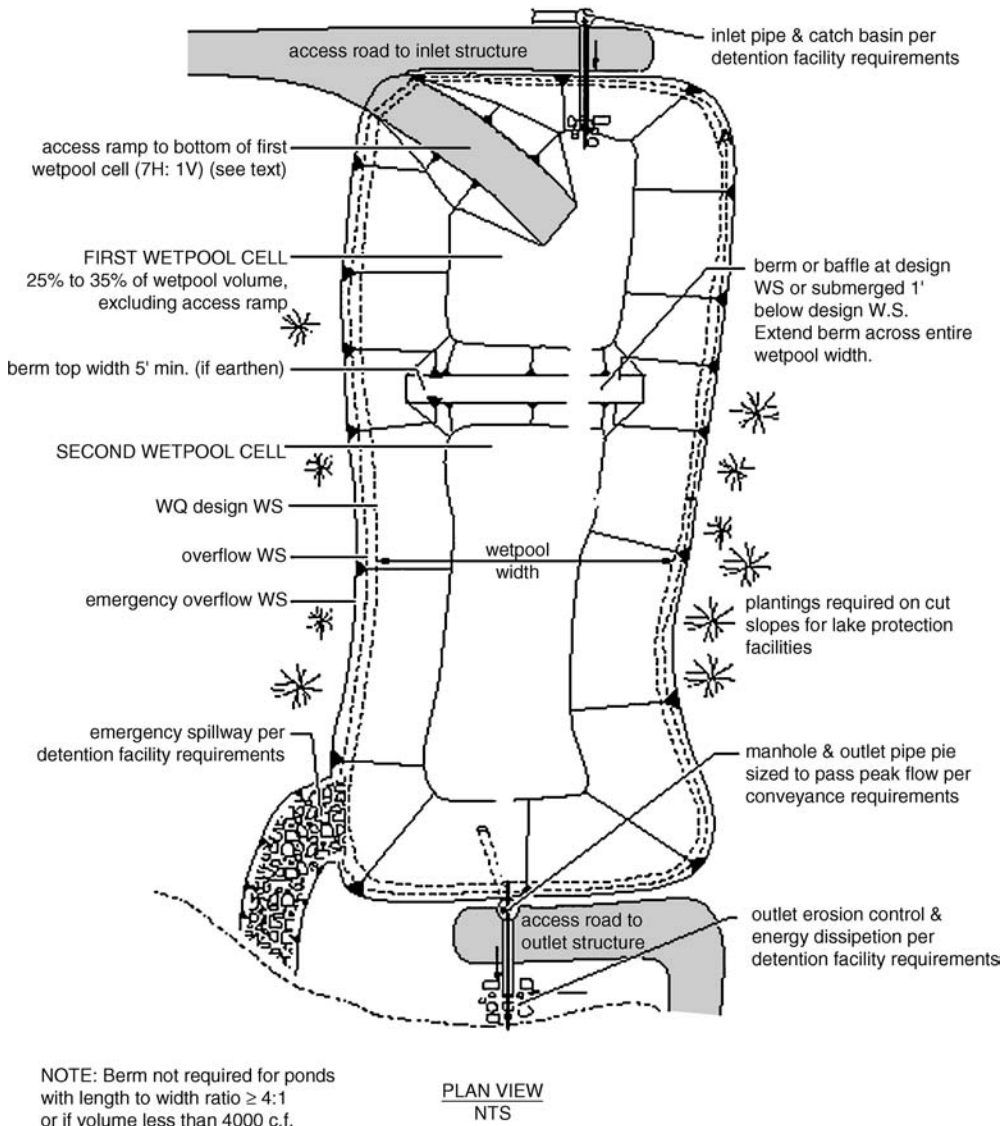 access road to inlet structure
inlet pipe & catch basin per
detention facility requirements
access ramp to bottom of first
wetpool cell (7H: 1V) (see text)
FIRST WETPOOL CELL
25% to 35% of wetpool volume,
excluding access ramp
berm or baffle at design
WS or submerged 1'
below design W.S.
Extend berm across entire
wetpool width.
berm top width 5' min. (if earthen)
SECOND WETPOOL CELL
WQ design WS
overflow WS
wetpool
width
emergency overflow WS
plantings required on cut
slopes for lake protection
facilities
emergency spillway per
detention facility requirements
manhole & outlet pipe pie
sized to pass peak flow per
conveyance requirements
access road to
outlet structure
outlet erosion control &
energy dissipetion per
detention facility requirements
NOTE: Berm not required for ponds
with length to width ratio ≥ 4:1
or if volume less than 4000 c.f.
PLAN VIEW
NTS